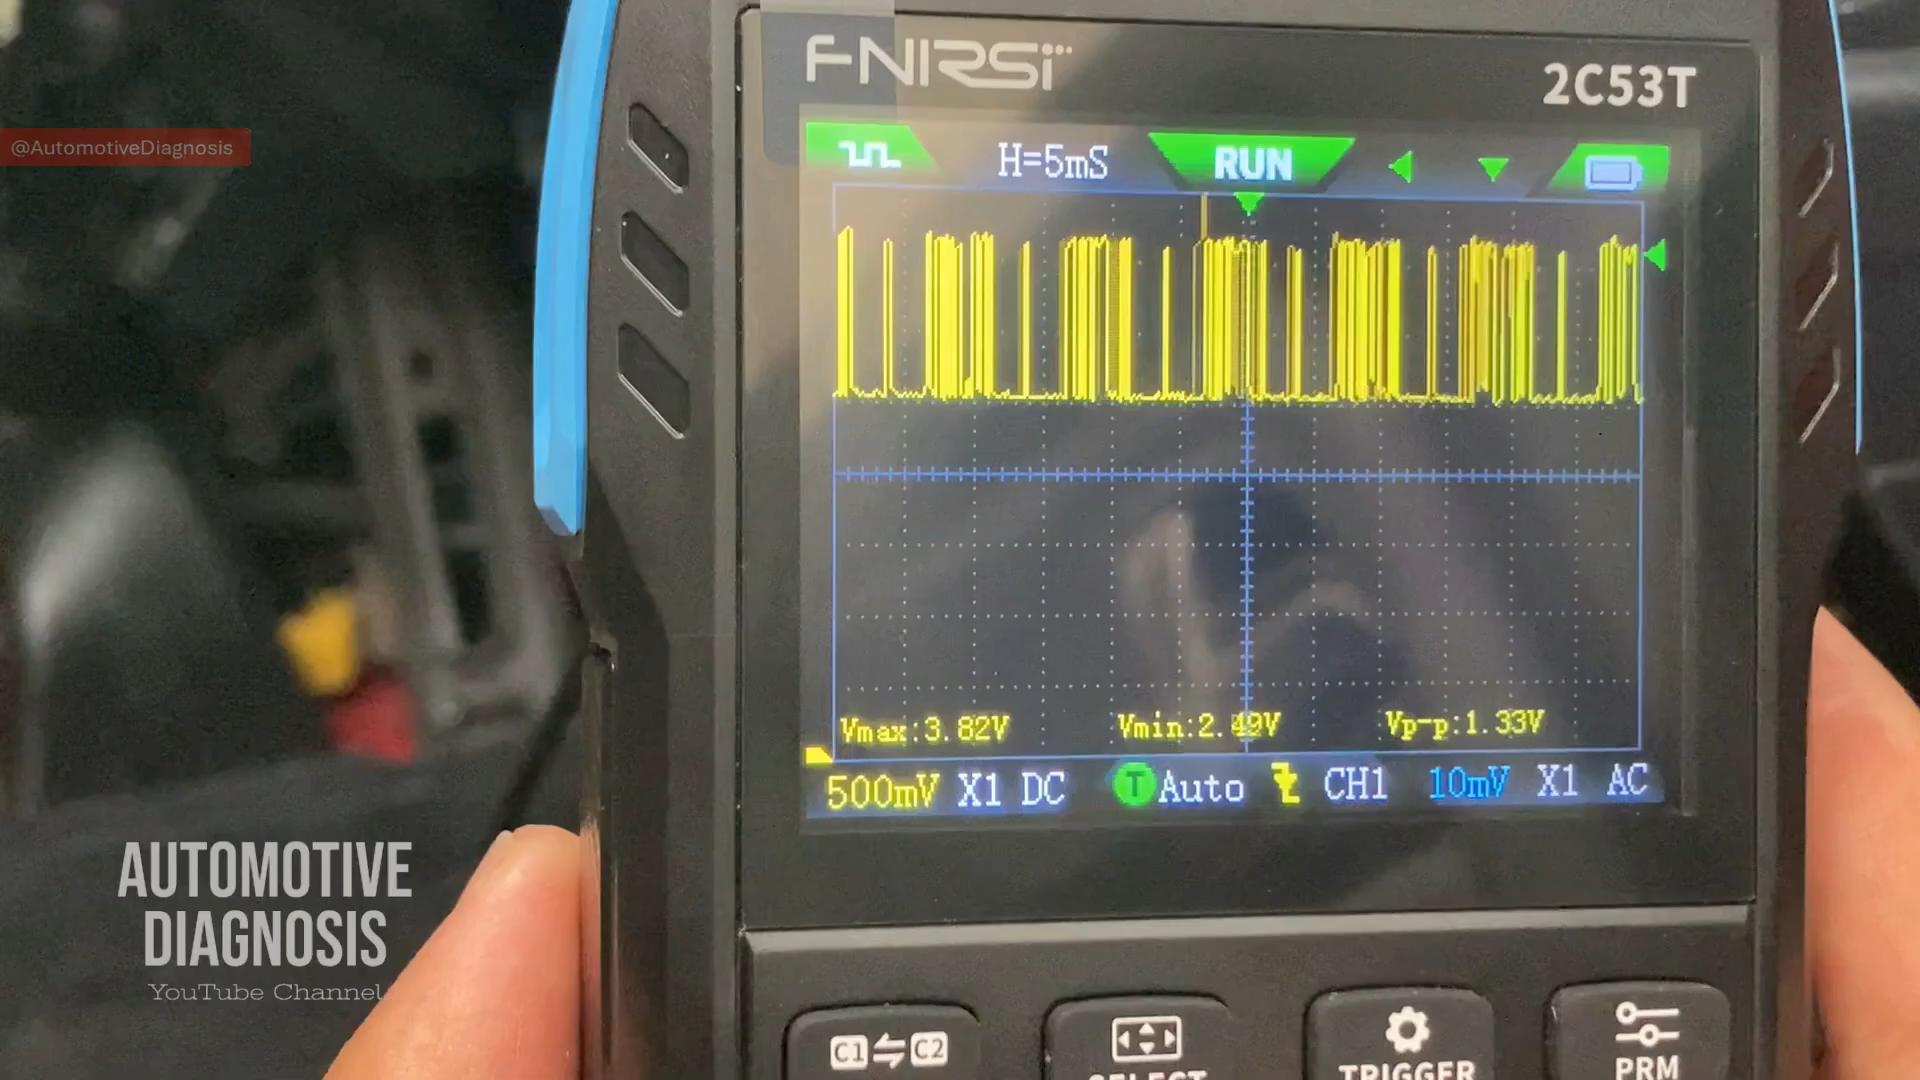 FNIRSI
2C53T
@AutomotiveDiagnosis
H=5mS
RUN
Vmax:3.82V
Vmin:2.49V
Vp-p:1.33V
500mV X1 DC
T Auto
CH1
10mV X1 AC
AUTOMOTIVE
DIAGNOSIS
YouTube Channel
C1 C2
SELECT
TRIGGER
PRM